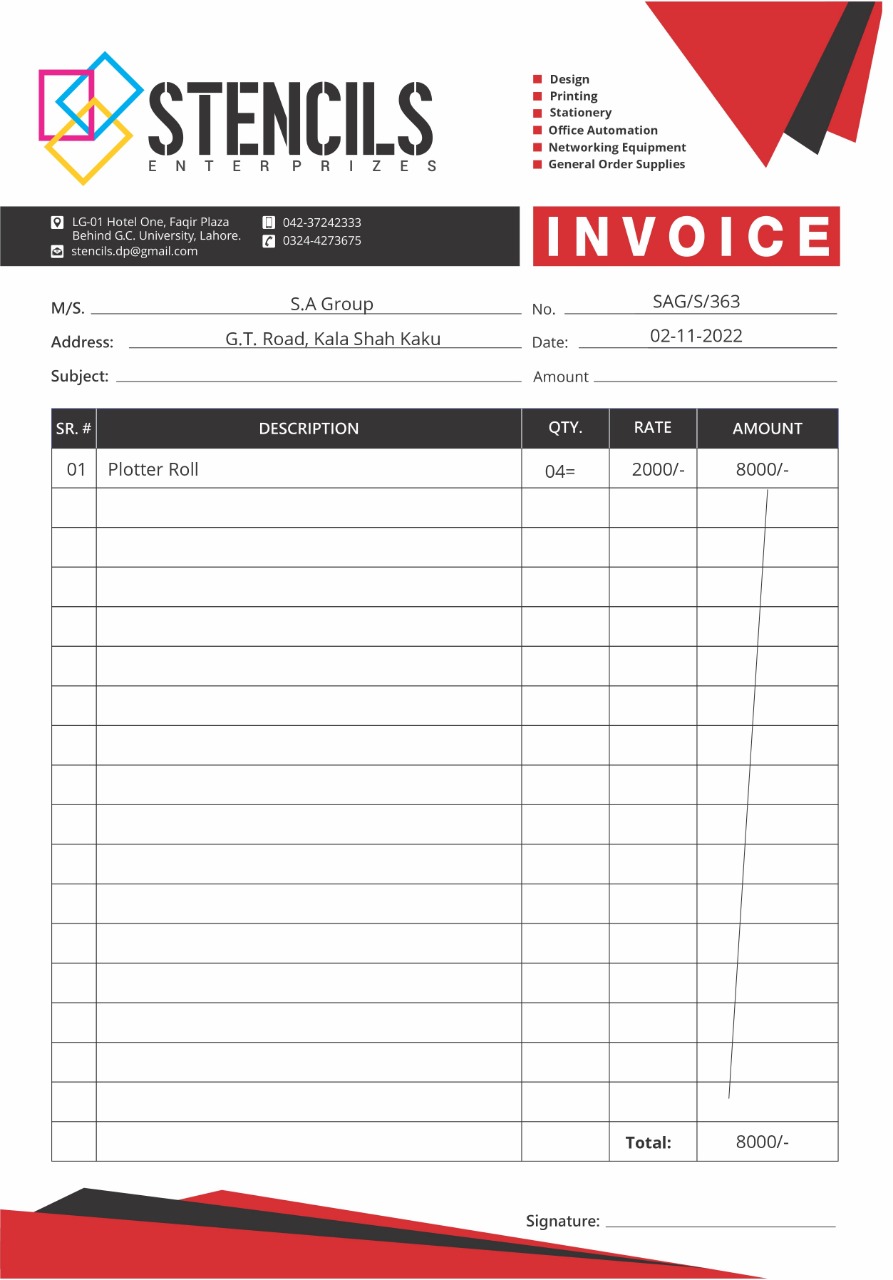 STENCILS
ENTERPRIZES
Design
Printing
Stationery
Office Automation
Networking Equipment
General Order Supplies
LG-01 Hotel One, Faqir Plaza
Behind G.C. University, Lahore.
stencils.dp@gmail.com
042-37242333
0324-4273675
INVOICE
M/S. S.A Group
No. SAG/S/363
Address: G.T. Road, Kala Shah Kaku
Date: 02-11-2022
Subject:
Amount
SR. # DESCRIPTION QTY. RATE AMOUNT
01 Plotter Roll 04= 2000/- 8000/-
Total: 8000/-
Signature: